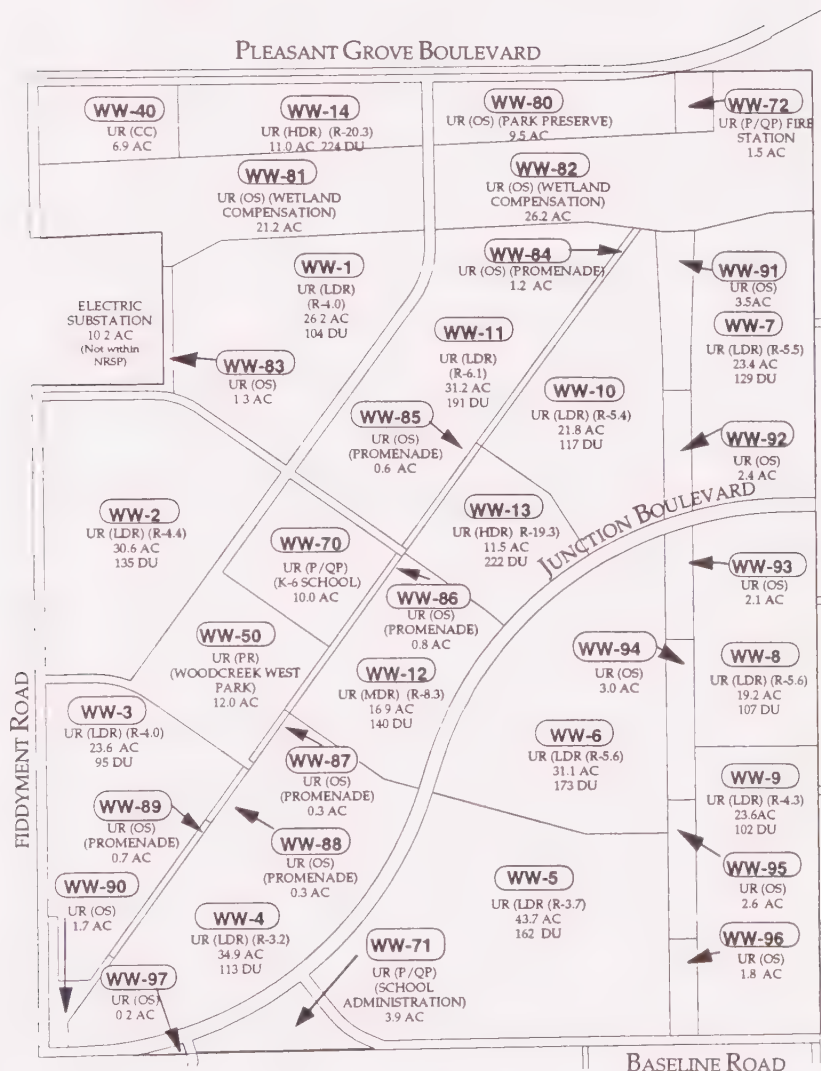 PLEASANT GROVE BOULEVARD
WW-40
UR (CC)
6.9 AC
WW-14
UR (HDR) (R-20.3)
11.0 AC 224 DU
WW-80
UR (OS) (PARK PRESERVE)
9.5 AC
WW-72
UR (P/QP) FIRE
STATION
1.5 AC
WW-81
UR (OS) (WETLAND
COMPENSATION)
21.2 AC
WW-82
UR (OS) (WETLAND
COMPENSATION)
26.2 AC
WW-84
UR (OS) (PROMENADE)
1.2 AC
WW-1
UR (LDR)
(R-4.0)
26.2 AC
104 DU
WW-91
UR (OS)
3.5AC
ELECTRIC
SUBSTATION
10.2 AC
(Not within
NRSP)
WW-83
UR (OS)
1.3 AC
WW-11
UR (LDR)
(R-6.1)
31.2 AC
191 DU
WW-7
UR (LDR) (R-5.5)
23.4 AC
129 DU
WW-10
UR (LDR) (R-5.4)
21.8 AC
117 DU
WW-85
UR (OS)
(PROMENADE)
0.6 AC
WW-92
UR (OS)
2.4 AC
WW-2
UR (LDR) (R-4.4)
30.6 AC
135 DU
WW-13
UR (HDR) R-19.3)
11.5 AC
222 DU
JUNCTION BOULEVARD
WW-70
UR (P/QP)
(K-6 SCHOOL)
10.0 AC
WW-93
UR (OS)
2.1 AC
WW-86
UR (OS)
(PROMENADE)
0.8 AC
WW-50
UR (PR)
(WOODCREEK WEST
PARK)
12.0 AC
WW-94
UR (OS)
3.0 AC
WW-8
UR (LDR) (R-5.6)
19.2 AC
107 DU
WW-12
UR (MDR) (R-8.3)
16.9 AC
140 DU
FIDDYMENT ROAD
WW-3
UR (LDR) (R-4.0)
23.6 AC
95 DU
WW-6
UR (LDR (R-5.6)
31.1 AC
173 DU
WW-87
UR (OS)
(PROMENADE)
0.3 AC
WW-9
UR (LDR) (R-4.3)
23.6AC
102 DU
WW-89
UR (OS)
(PROMENADE)
0.7 AC
WW-88
UR (OS)
(PROMENADE)
0.3 AC
WW-95
UR (OS)
2.6 AC
WW-90
UR (OS)
1.7 AC
WW-5
UR (LDR (R-3.7)
43.7 AC
162 DU
WW-4
UR (LDR) (R-3.2)
34.9 AC
113 DU
WW-71
UR (P/QP)
(SCHOOL
ADMINISTRATION)
3.9 AC
WW-96
UR (OS)
1.8 AC
WW-97
UR (OS)
0.2 AC
BASELINE ROAD